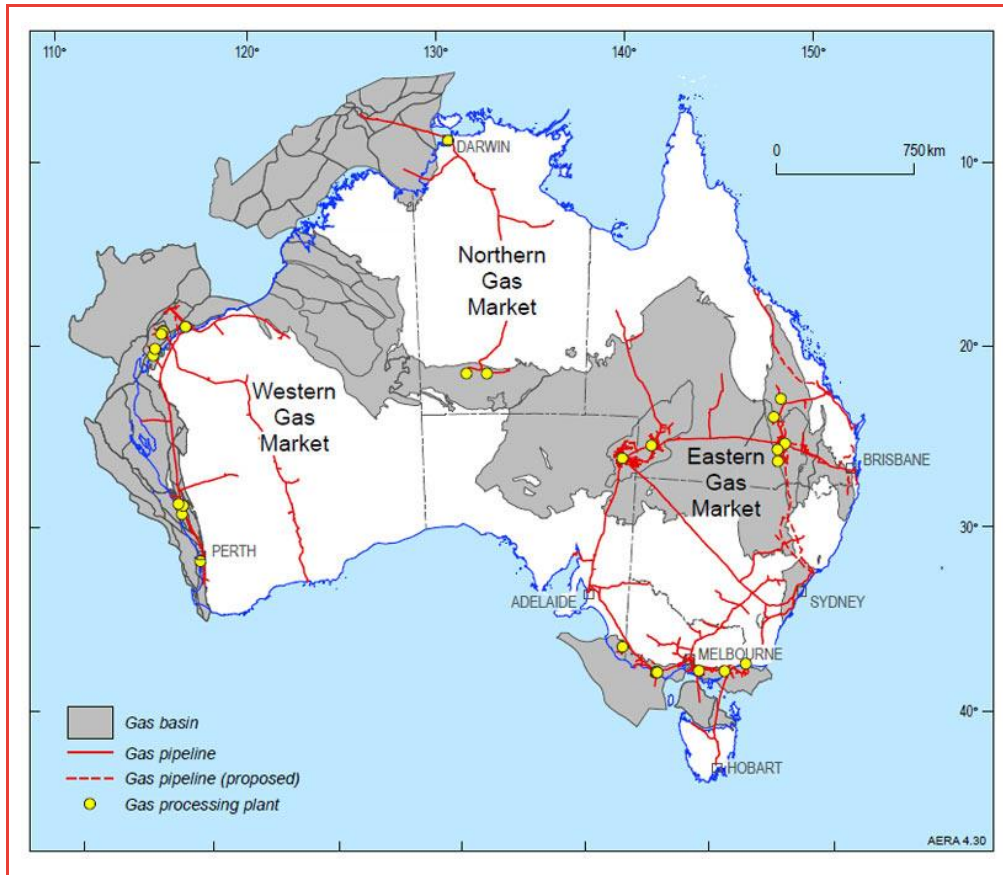 110°
120°
130°
140°
150°
DARWIN
0 750 km
10°
Northern
Gas
Market
20°
Western
Gas
Market
Eastern
Gas
Market
BRISBANE
30°
PERTH
ADELAIDE
SYDNEY
MELBOURNE
40°
Gas basin
Gas pipeline
Gas pipeline (proposed)
Gas processing plant
HOBART
AERA 4.30